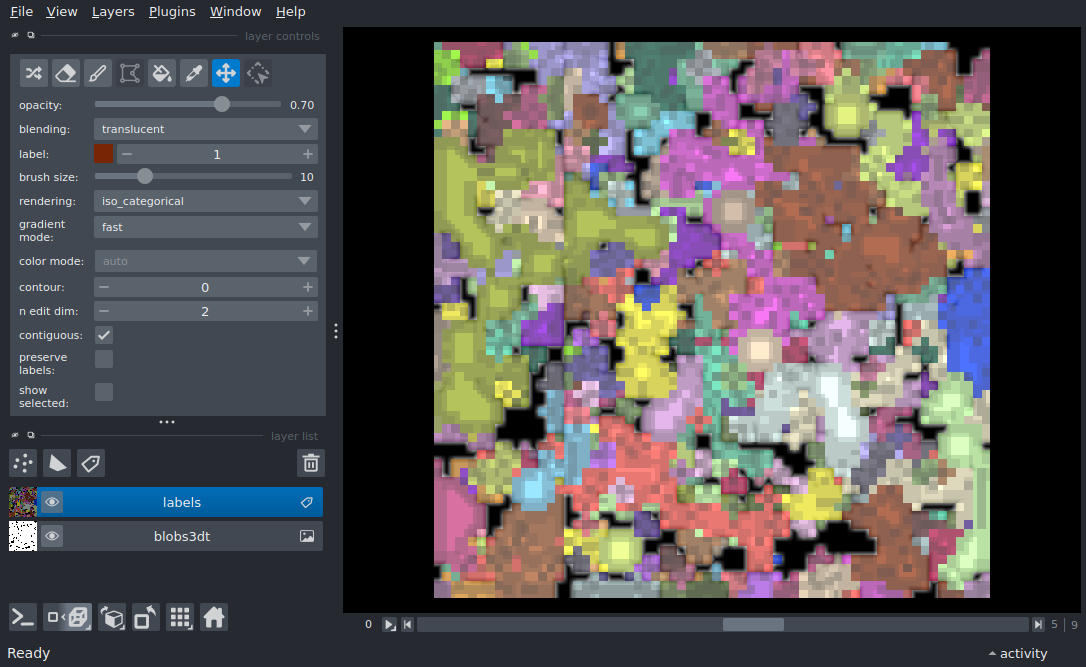 File View Layers Plugins Window Help
layer controls
opacity: 0.70
blending: translucent
label: 1
brush size: 10
rendering: iso_categorical
gradient mode: fast
color mode: auto
contour: 0
n edit dim: 2
contiguous:
preserve labels:
show selected:
layer list
labels
blobs3dt
0 5 | 9
Ready activity